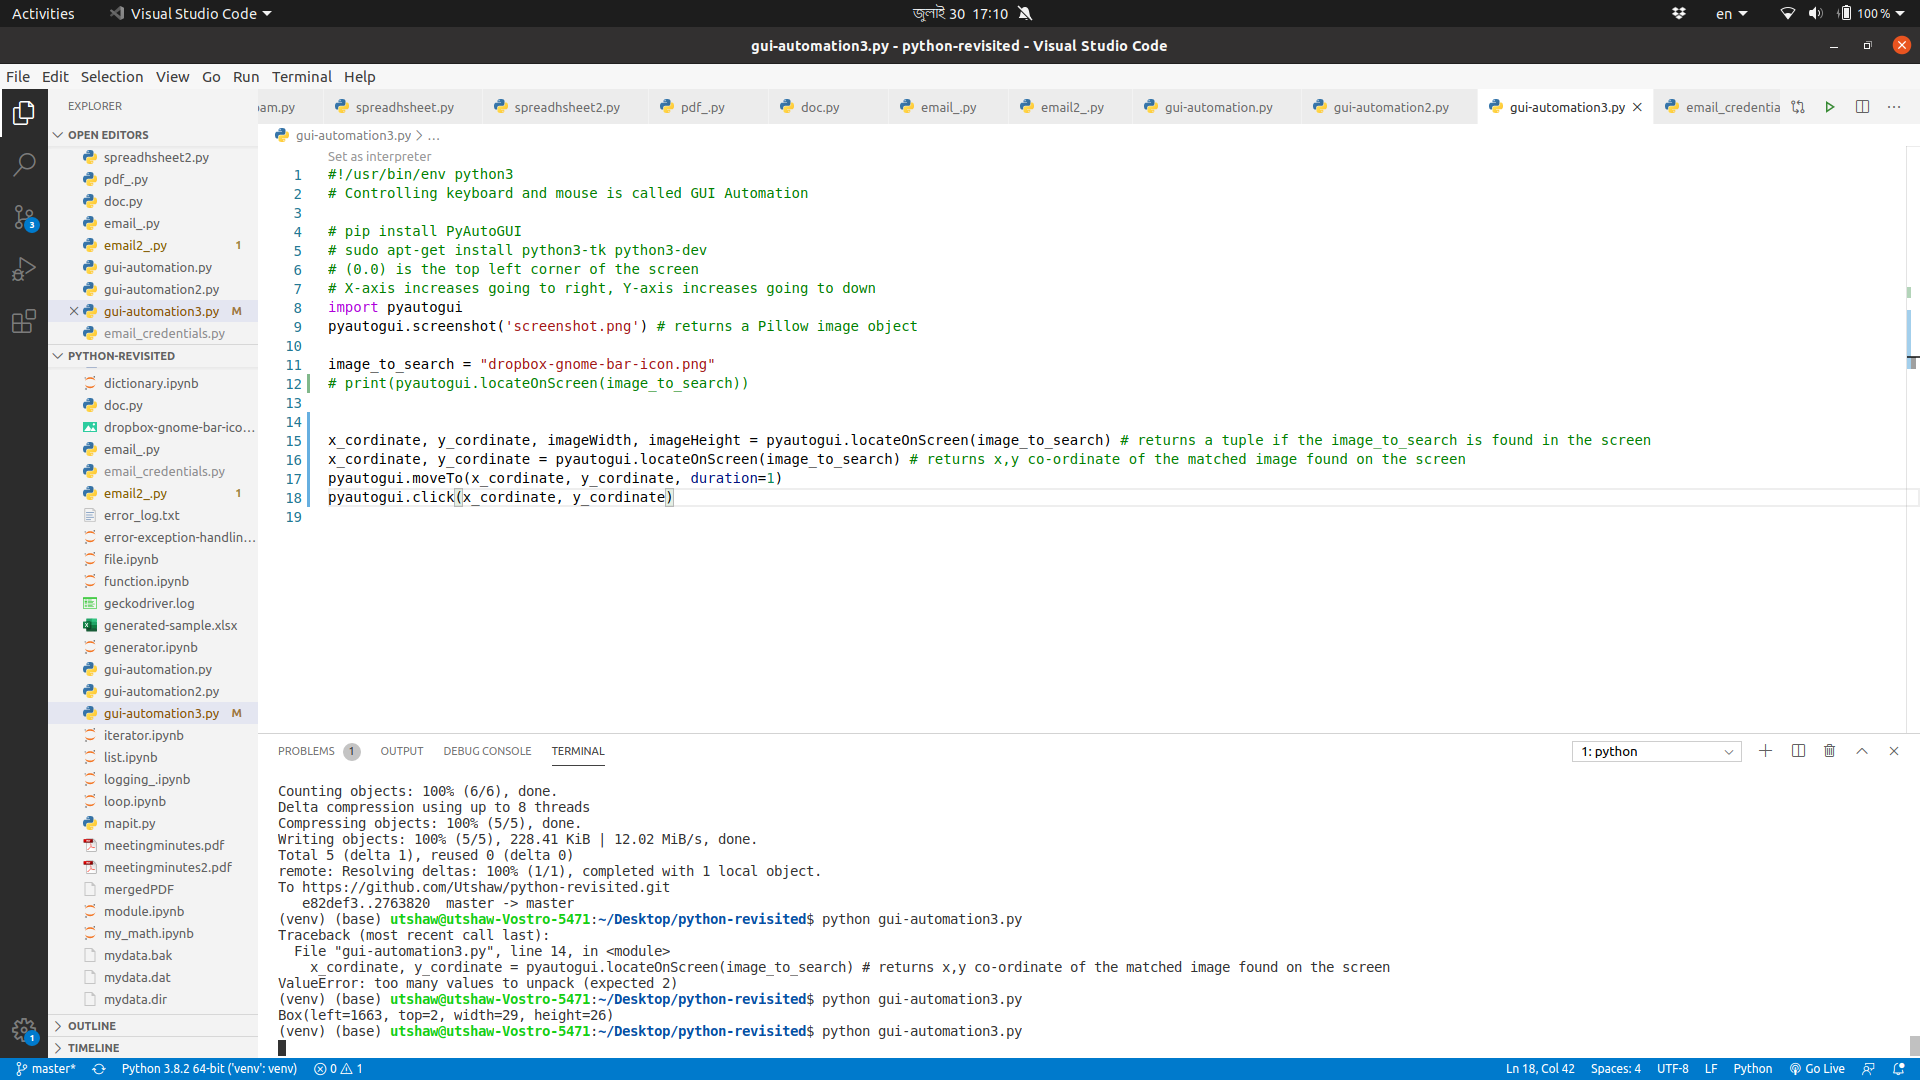 Activities Visual Studio Code জুলাই 30 17:10 en 100 %
gui-automation3.py - python-revisited - Visual Studio Code
File Edit Selection View Go Run Terminal Help
EXPLORER
OPEN EDITORS
spreadhsheet2.py
pdf_.py
doc.py
email_.py
email2_.py 1
gui-automation.py
gui-automation2.py
gui-automation3.py M
email_credentials.py
PYTHON-REVISITED
dictionary.ipynb
doc.py
dropbox-gnome-bar-ico...
email_.py
email_credentials.py
email2_.py 1
error_log.txt
error-exception-handlin...
file.ipynb
function.ipynb
geckodriver.log
generated-sample.xlsx
generator.ipynb
gui-automation.py
gui-automation2.py
gui-automation3.py M
iterator.ipynb
list.ipynb
logging_.ipynb
loop.ipynb
mapit.py
meetingminutes.pdf
meetingminutes2.pdf
mergedPDF
module.ipynb
my_math.ipynb
mydata.bak
mydata.dat
mydata.dir
OUTLINE
TIMELINE
3
1
am.py spreadhsheet.py spreadhsheet2.py pdf_.py doc.py email_.py email2_.py gui-automation.py gui-automation2.py gui-automation3.py email_credentia
gui-automation3.py > ...
Set as interpreter
1 #!/usr/bin/env python3
2 # Controlling keyboard and mouse is called GUI Automation
3
4 # pip install PyAutoGUI
5 # sudo apt-get install python3-tk python3-dev
6 # (0.0) is the top left corner of the screen
7 # X-axis increases going to right, Y-axis increases going to down
8 import pyautogui
9 pyautogui.screenshot('screenshot.png') # returns a Pillow image object
10
11 image_to_search = "dropbox-gnome-bar-icon.png"
12 # print(pyautogui.locateOnScreen(image_to_search))
13
14
15 x_cordinate, y_cordinate, imageWidth, imageHeight = pyautogui.locateOnScreen(image_to_search) # returns a tuple if the image_to_search is found in the screen
16 x_cordinate, y_cordinate = pyautogui.locateOnScreen(image_to_search) # returns x,y co-ordinate of the matched image found on the screen
17 pyautogui.moveTo(x_cordinate, y_cordinate, duration=1)
18 pyautogui.click(x_cordinate, y_cordinate)
19
PROBLEMS 1 OUTPUT DEBUG CONSOLE TERMINAL 1: python
Counting objects: 100% (6/6), done.
Delta compression using up to 8 threads
Compressing objects: 100% (5/5), done.
Writing objects: 100% (5/5), 228.41 KiB | 12.02 MiB/s, done.
Total 5 (delta 1), reused 0 (delta 0)
remote: Resolving deltas: 100% (1/1), completed with 1 local object.
To https://github.com/Utshaw/python-revisited.git
e82def3..2763820 master -> master
(venv) (base) utshaw@utshaw-Vostro-5471:~/Desktop/python-revisited$ python gui-automation3.py
Traceback (most recent call last):
File "gui-automation3.py", line 14, in <module>
x_cordinate, y_cordinate = pyautogui.locateOnScreen(image_to_search) # returns x,y co-ordinate of the matched image found on the screen
ValueError: too many values to unpack (expected 2)
(venv) (base) utshaw@utshaw-Vostro-5471:~/Desktop/python-revisited$ python gui-automation3.py
Box(left=1663, top=2, width=29, height=26)
(venv) (base) utshaw@utshaw-Vostro-5471:~/Desktop/python-revisited$ python gui-automation3.py
master* Python 3.8.2 64-bit ('venv': venv) 0 1 Ln 18, Col 42 Spaces: 4 UTF-8 LF Python Go Live